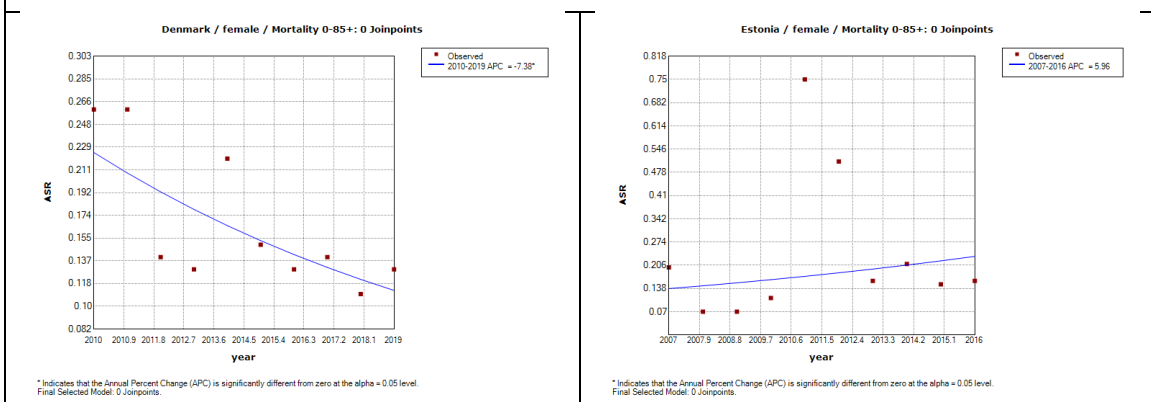 Denmark / female / Mortality 0-85+: 0 Joinpoints
Observed
2010-2019 APC = -7.38*
0.303
0.285
0.266
0.248
0.229
0.211
0.192
0.174
0.155
0.137
0.118
0.10
0.082
ASR
2010 2010.9 2011.8 2012.7 2013.6 2014.5 2015.4 2016.3 2017.2 2018.1 2019
year
* Indicates that the Annual Percent Change (APC) is significantly different from zero at the alpha = 0.05 level.
Final Selected Model: 0 Joinpoints.
Estonia / female / Mortality 0-85+: 0 Joinpoints
Observed
2007-2016 APC = 5.96
0.818
0.75
0.682
0.614
0.546
0.478
0.41
0.342
0.274
0.206
0.138
0.07
ASR
2007 2007.9 2008.8 2009.7 2010.6 2011.5 2012.4 2013.3 2014.2 2015.1 2016
year
* Indicates that the Annual Percent Change (APC) is significantly different from zero at the alpha = 0.05 level.
Final Selected Model: 0 Joinpoints.